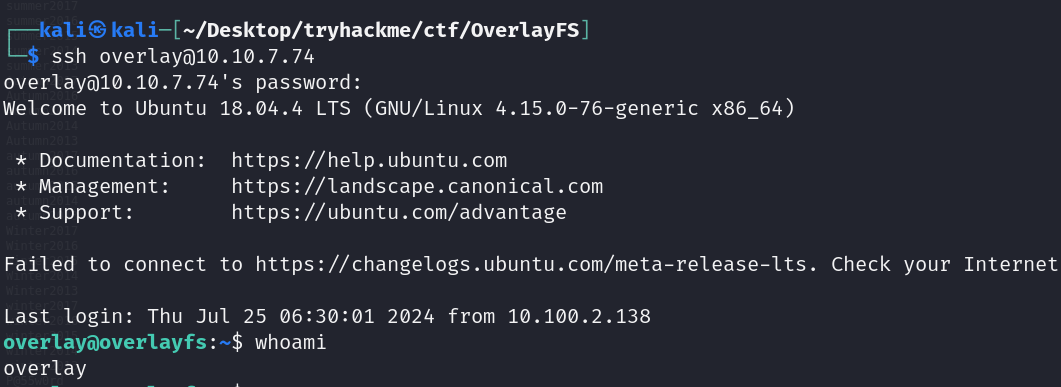 ┌──kali㉿kali-[~/Desktop/tryhackme/ctf/OverlayFS]
└─$ ssh overlay@10.10.7.74
overlay@10.10.7.74's password:
Welcome to Ubuntu 18.04.4 LTS (GNU/Linux 4.15.0-76-generic x86_64)
* Documentation: https://help.ubuntu.com
* Management: https://landscape.canonical.com
* Support: https://ubuntu.com/advantage
Failed to connect to https://changelogs.ubuntu.com/meta-release-lts. Check your Internet
Last login: Thu Jul 25 06:30:01 2024 from 10.100.2.138
overlay@overlayfs:~$ whoami
overlay